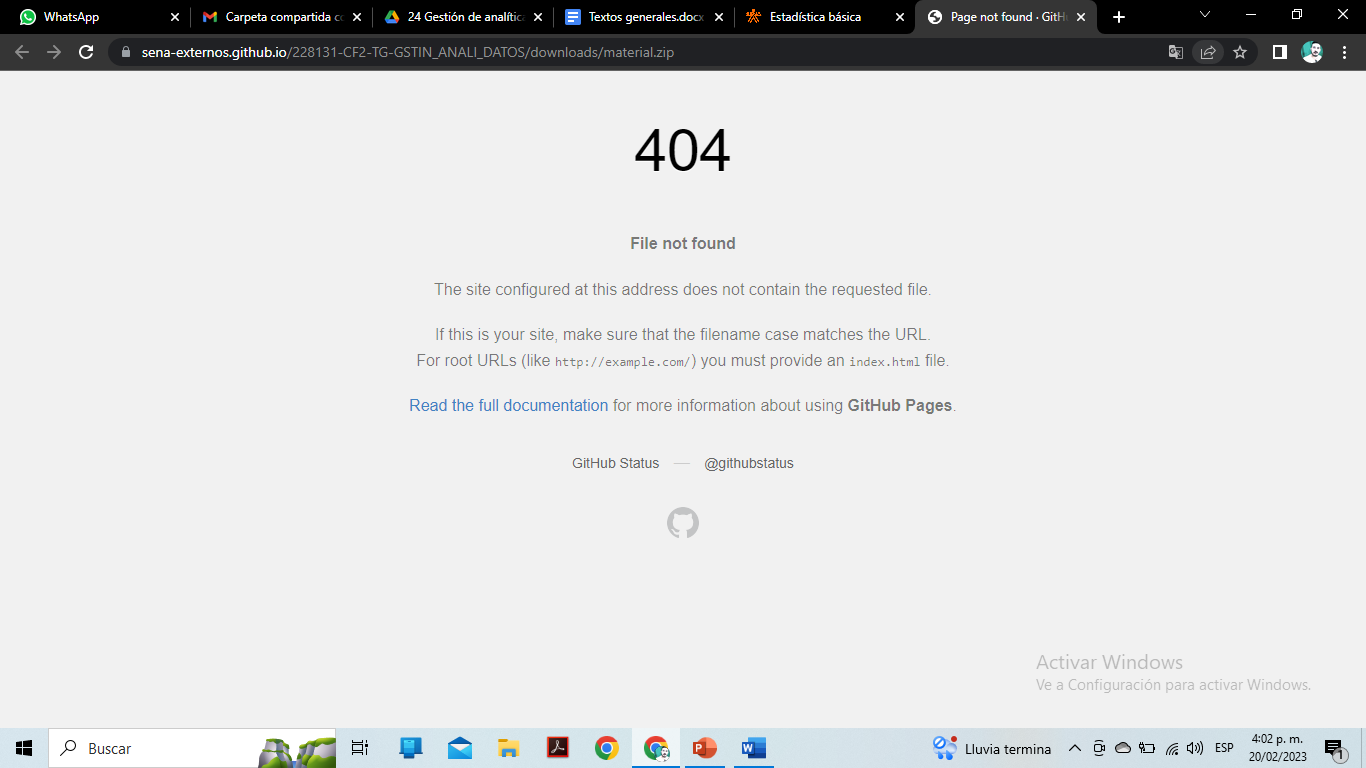 WhatsApp
Carpeta compartida co
24 Gestión de analític
Textos generales.docx
Estadística básica
Page not found · GitH
sena-externos.github.io/228131-CF2-TG-GSTIN_ANALI_DATOS/downloads/material.zip
404
File not found
The site configured at this address does not contain the requested file.
If this is your site, make sure that the filename case matches the URL.
For root URLs (like http://example.com/) you must provide an index.html file.
Read the full documentation for more information about using GitHub Pages.
GitHub Status — @githubstatus
Activar Windows
Ve a Configuración para activar Windows.
Buscar
Lluvia termina
ESP
4:02 p. m.
20/02/2023
1